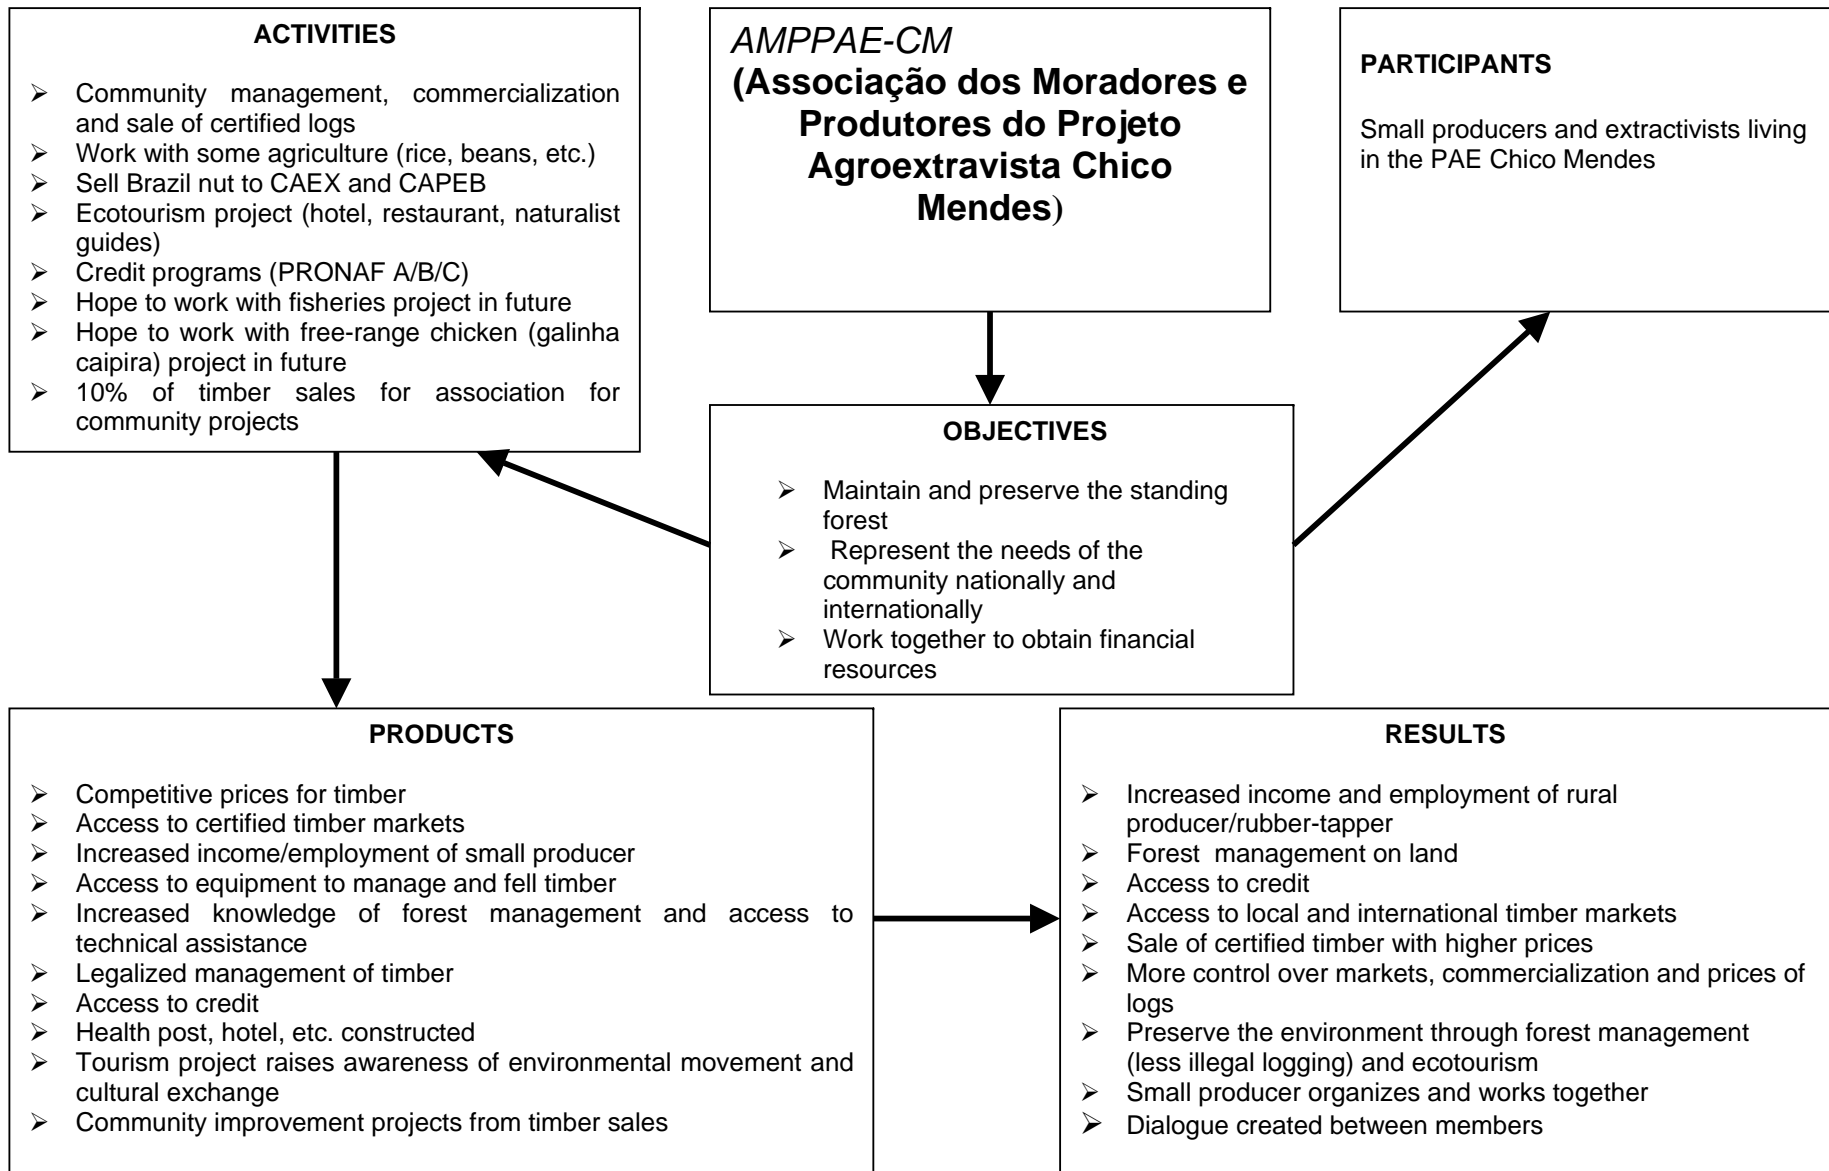 ACTIVITIES
➢ Community management, commercialization
and sale of certified logs
➢ Work with some agriculture (rice, beans, etc.)
➢ Sell Brazil nut to CAEX and CAPEB
➢ Ecotourism project (hotel, restaurant, naturalist
guides)
➢ Credit programs (PRONAF A/B/C)
➢ Hope to work with fisheries project in future
➢ Hope to work with free-range chicken (galinha
caipira) project in future
➢ 10% of timber sales for association for
community projects
AMPPAE-CM
(Associação dos Moradores e
Produtores do Projeto
Agroextravista Chico
Mendes)
PARTICIPANTS
Small producers and extractivists living
in the PAE Chico Mendes
OBJECTIVES
➢ Maintain and preserve the standing
forest
➢ Represent the needs of the
community nationally and
internationally
➢ Work together to obtain financial
resources
PRODUCTS
➢ Competitive prices for timber
➢ Access to certified timber markets
➢ Increased income/employment of small producer
➢ Access to equipment to manage and fell timber
➢ Increased knowledge of forest management and access to
technical assistance
➢ Legalized management of timber
➢ Access to credit
➢ Health post, hotel, etc. constructed
➢ Tourism project raises awareness of environmental movement and
cultural exchange
➢ Community improvement projects from timber sales
RESULTS
➢ Increased income and employment of rural
producer/rubber-tapper
➢ Forest management on land
➢ Access to credit
➢ Access to local and international timber markets
➢ Sale of certified timber with higher prices
➢ More control over markets, commercialization and prices of
logs
➢ Preserve the environment through forest management
(less illegal logging) and ecotourism
➢ Small producer organizes and works together
➢ Dialogue created between members